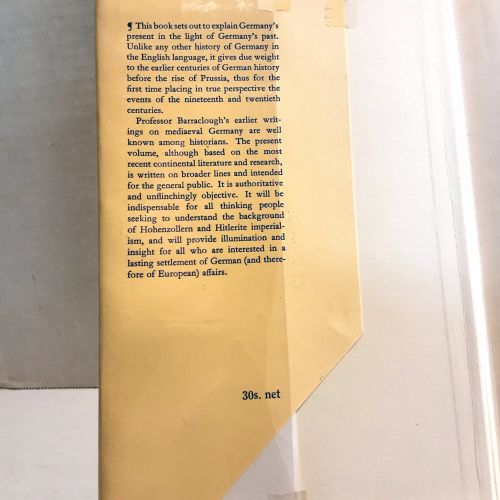 ¶ This book sets out to explain Germany's
present in the light of Germany's past.
Unlike any other history of Germany in
the English language, it gives due weight
to the earlier centuries of German history
before the rise of Prussia, thus for the
first time placing in true perspective the
events of the nineteenth and twentieth
centuries.
Professor Barraclough's earlier writ-
ings on mediaeval Germany are well
known among historians. The present
volume, although based on the most
recent continental literature and research,
is written on broader lines and intended
for the general public. It is authoritative
and unflinchingly objective. It will be
indispensable for all thinking people
seeking to understand the background
of Hohenzollern and Hitlerite imperial-
ism, and will provide illumination and
insight for all who are interested in a
lasting settlement of German (and there-
fore of European) affairs.
30s. net